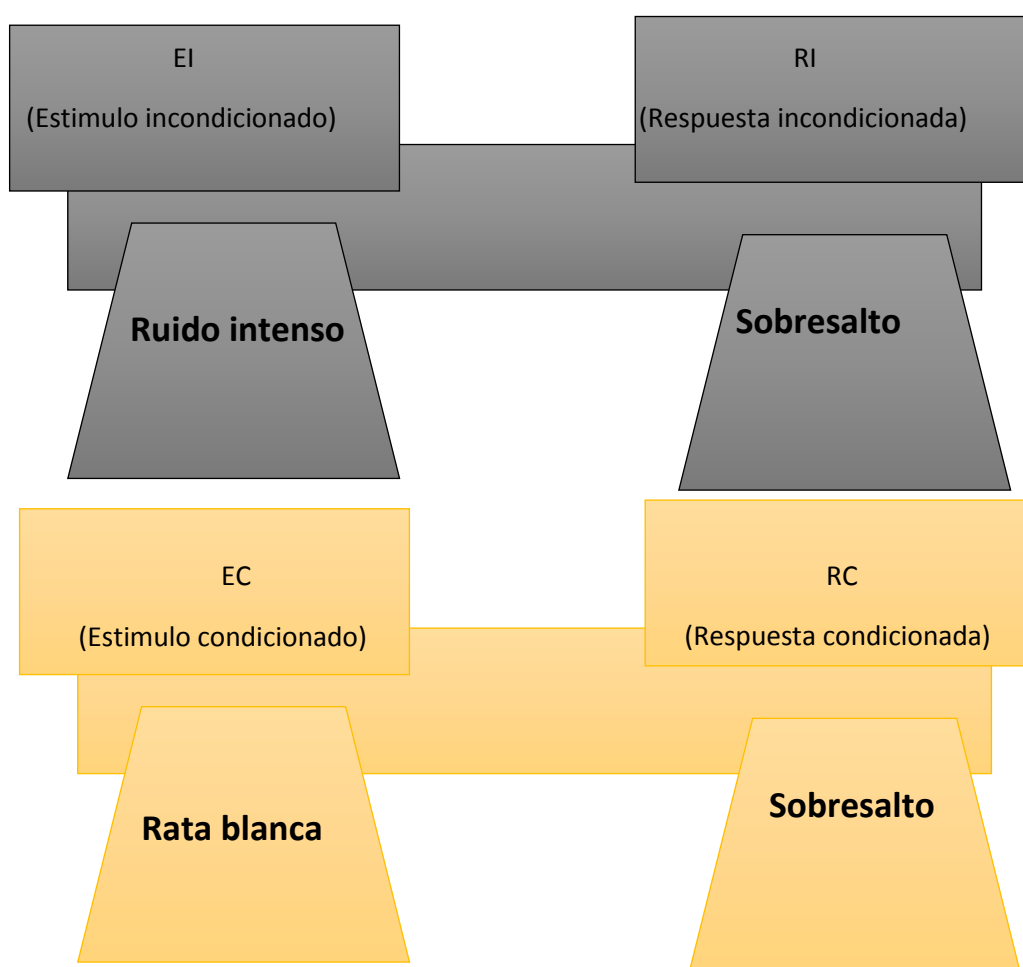 EI
(Estimulo incondicionado)
RI
(Respuesta incondicionada)
Ruido intenso
Sobresalto
EC
(Estimulo condicionado)
RC
(Respuesta condicionada)
Rata blanca
Sobresalto